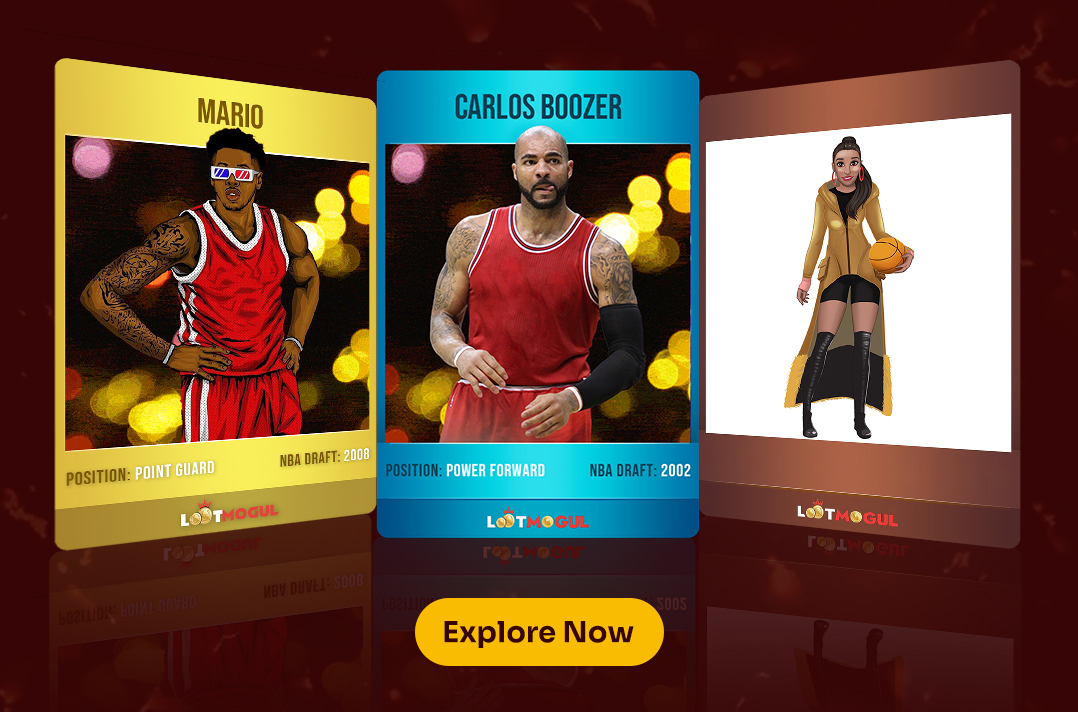 MARIO
POSITION: POINT GUARD
NBA DRAFT: 2008
LOOTMOGUL
CARLOS BOOZER
POSITION: POWER FORWARD
NBA DRAFT: 2002
LOOTMOGUL
LOOTMOGUL
Explore Now